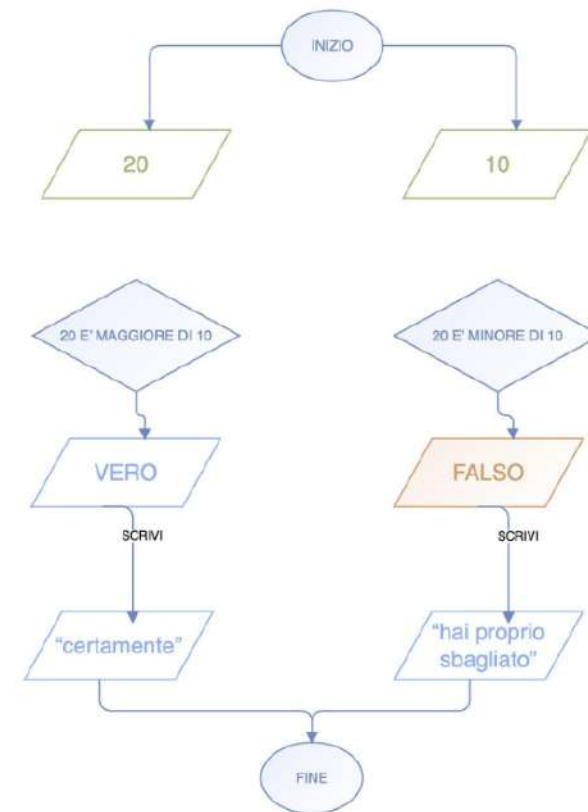 INIZIO
20
10
20 E' MAGGIORE DI 10
20 E' MINORE DI 10
VERO
FALSO
SCRIVI
SCRIVI
“certamente”
“hai proprio
sbagliato”
FINE